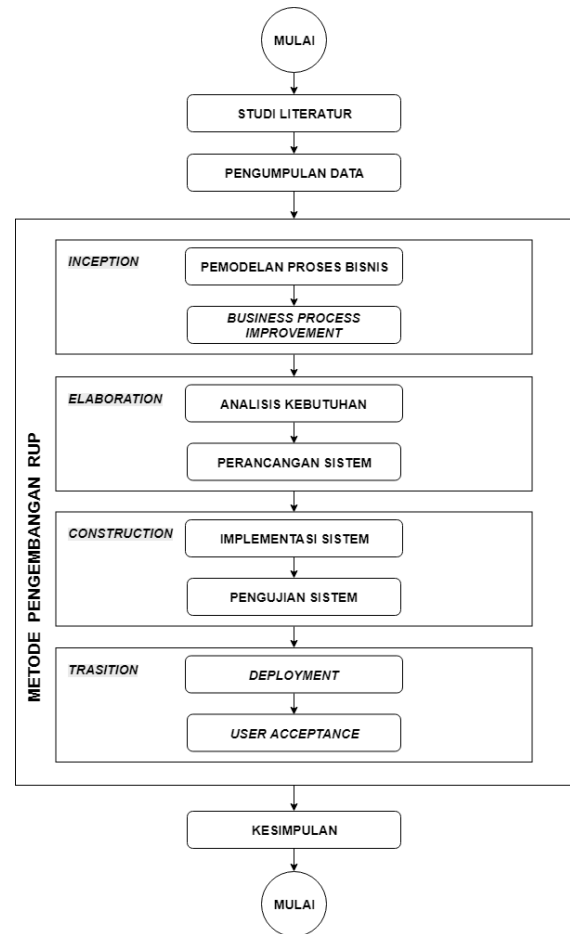 MULAI
STUDI LITERATUR
PENGUMPULAN DATA
METODE PENGEMBANGAN RUP
INCEPTION
PEMODELAN PROSES BISNIS
BUSINESS PROCESS
IMPROVEMENT
ELABORATION
ANALISIS KEBUTUHAN
PERANCANGAN SISTEM
CONSTRUCTION
IMPLEMENTASI SISTEM
PENGUJIAN SISTEM
TRASITION
DEPLOYMENT
USER ACCEPTANCE
KESIMPULAN
MULAI